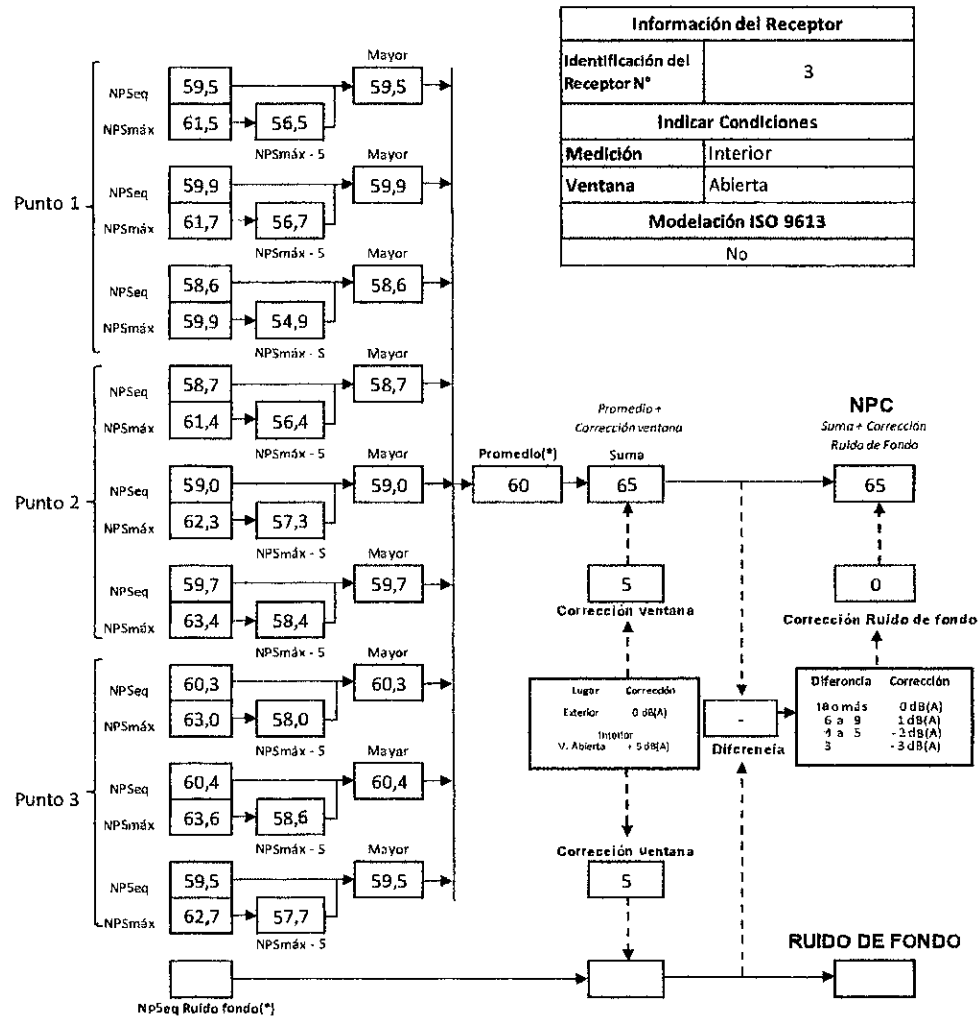 Información del Receptor
Identificación del Receptor N° 3
Indicar Condiciones
Medición Interior
Ventana Abierta
Modelación ISO 9613
No
Punto 1
Mayor
NPSeq 59,5 59,5
NPSmáx 61,5 56,5
NPSmáx - 5
Mayor
NPSeq 59,9 59,9
NPSmáx 61,7 56,7
NPSmáx - 5
Mayor
NPSeq 58,6 58,6
NPSmáx 59,9 54,9
NPSmáx - 5
Punto 2
Mayor
NPSeq 58,7 58,7
NPSmáx 61,4 56,4
NPSmáx - 5
Mayor
NPSeq 59,0 59,0
NPSmáx 62,3 57,3
NPSmáx - 5
Mayor
NPSeq 59,7 59,7
NPSmáx 63,4 58,4
NPSmáx - 5
Punto 3
Mayor
NPSeq 60,3 60,3
NPSmáx 63,0 58,0
NPSmáx - 5
Mayor
NPSeq 60,4 60,4
NPSmáx 63,6 58,6
NPSmáx - 5
Mayor
NPSeq 59,5 59,5
NPSmáx 62,7 57,7
NPSmáx - 5
NpSeq Ruido fondo(*)
Promedio(*)
60
Promedio +
Corrección ventana
Suma
65
5
Corrección Ventana
Lugar Corrección
Exterior 0 dB(A)
Interior
V. Abierta + 5 dB(A)
Corrección Ventana
5
NPC
Suma + Corrección
Ruido de Fondo
65
0
Corrección Ruido de fondo
-
Diferencia
Diferencia Corrección
10 o más 0 dB(A)
6 a 9 1 dB(A)
4 a 5 - 2 dB(A)
3 - 3 dB(A)
RUIDO DE FONDO